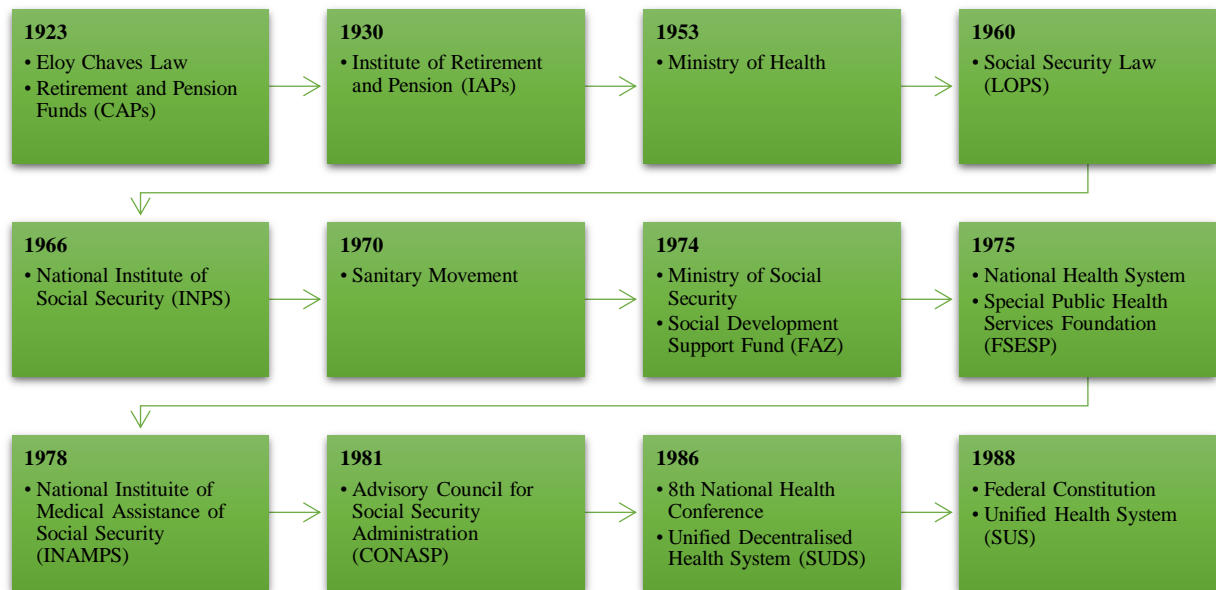 1923
• Eloy Chaves Law
• Retirement and Pension
Funds (CAPs)
1930
• Institute of Retirement
and Pension (IAPs)
1953
• Ministry of Health
1960
• Social Security Law
(LOPS)
1966
• National Institute of
Social Security (INPS)
1970
• Sanitary Movement
1974
• Ministry of Social
Security
• Social Development
Support Fund (FAZ)
1975
• National Health System
• Special Public Health
Services Foundation
(FSESP)
1978
• National Instituite of
Medical Assistance of
Social Security
(INAMPS)
1981
• Advisory Council for
Social Security
Administration
(CONASP)
1986
• 8th National Health
Conference
• Unified Decentralised
Health System (SUDS)
1988
• Federal Constitution
• Unified Health System
(SUS)